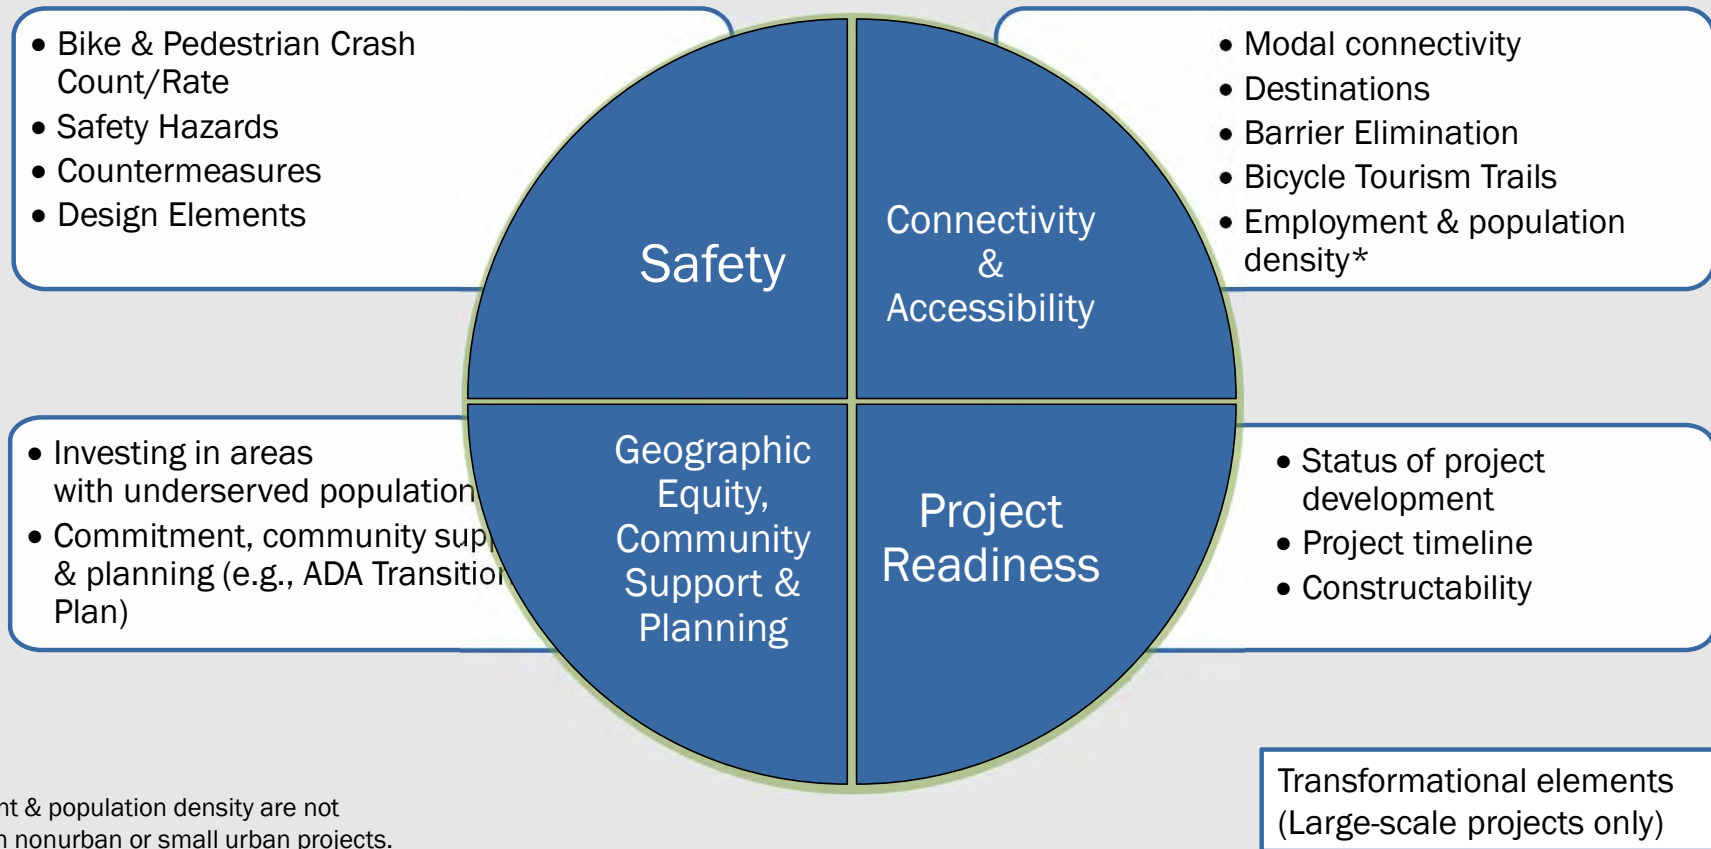 • Bike & Pedestrian Crash
Count/Rate
• Safety Hazards
• Countermeasures
• Design Elements
Safety
Connectivity
&
Accessibility
• Modal connectivity
• Destinations
• Barrier Elimination
• Bicycle Tourism Trails
• Employment & population
density*
• Investing in areas
with underserved population
• Commitment, community
& planning (e.g., ADA Transition
Plan)
Geographic
Equity,
Community
Support &
Planning
Project
Readiness
• Status of project
development
• Project timeline
• Constructability
& population density are not
nonurban or small urban projects.
Transformational elements
(Large-scale projects only)